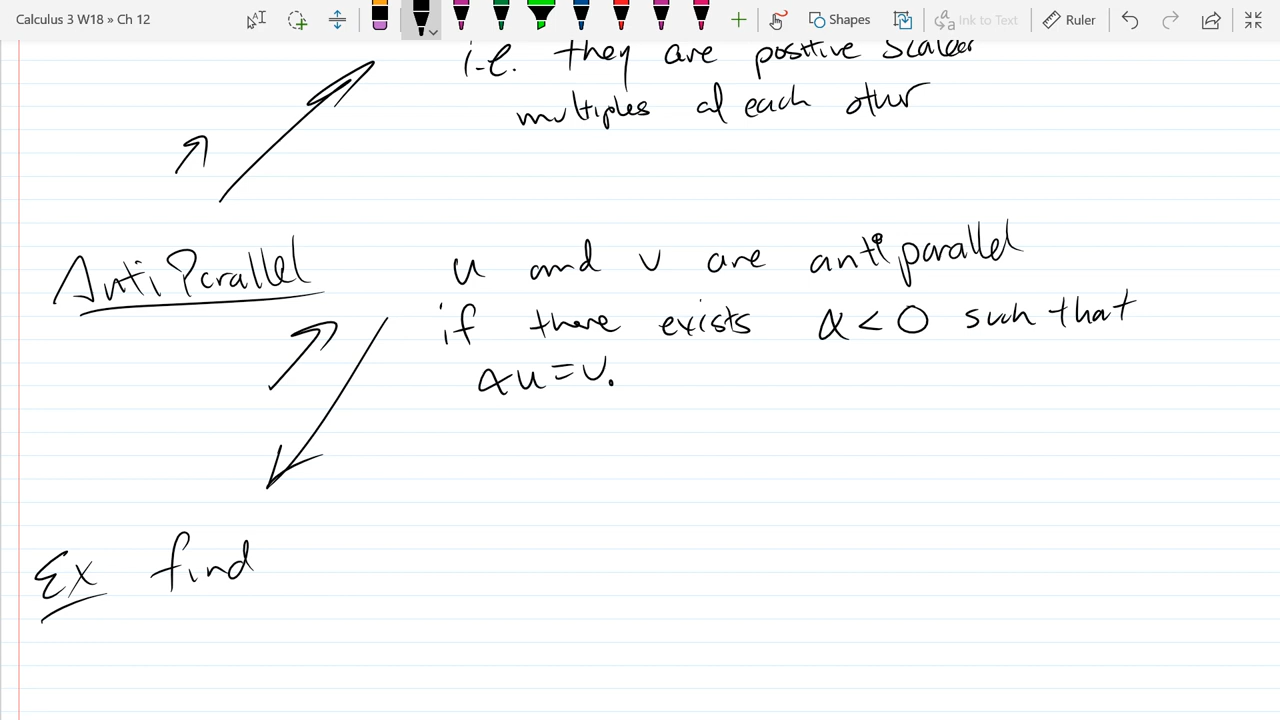 Calculus 3 W18 » Ch 12
Shapes
Ink to Text
Ruler
i.e. they are positive scalar
multiples of each other
AntiParallel
u and v are antiparallel
if there exists α < 0 such that
αu = v.
Ex find